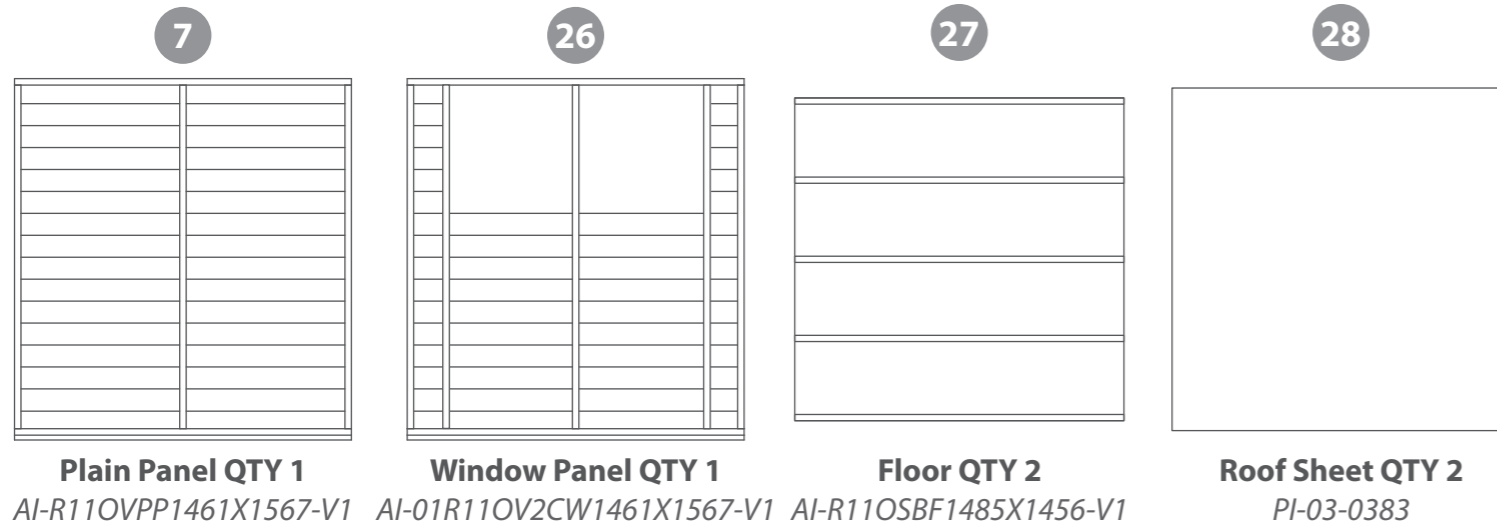 7 26 27 28
Plain Panel QTY 1 Window Panel QTY 1 Floor QTY 2 Roof Sheet QTY 2
AI-R11OVPP1461X1567-V1 AI-01R11OV2CW1461X1567-V1 AI-R11OSBF1485X1456-V1 PI-03-0383